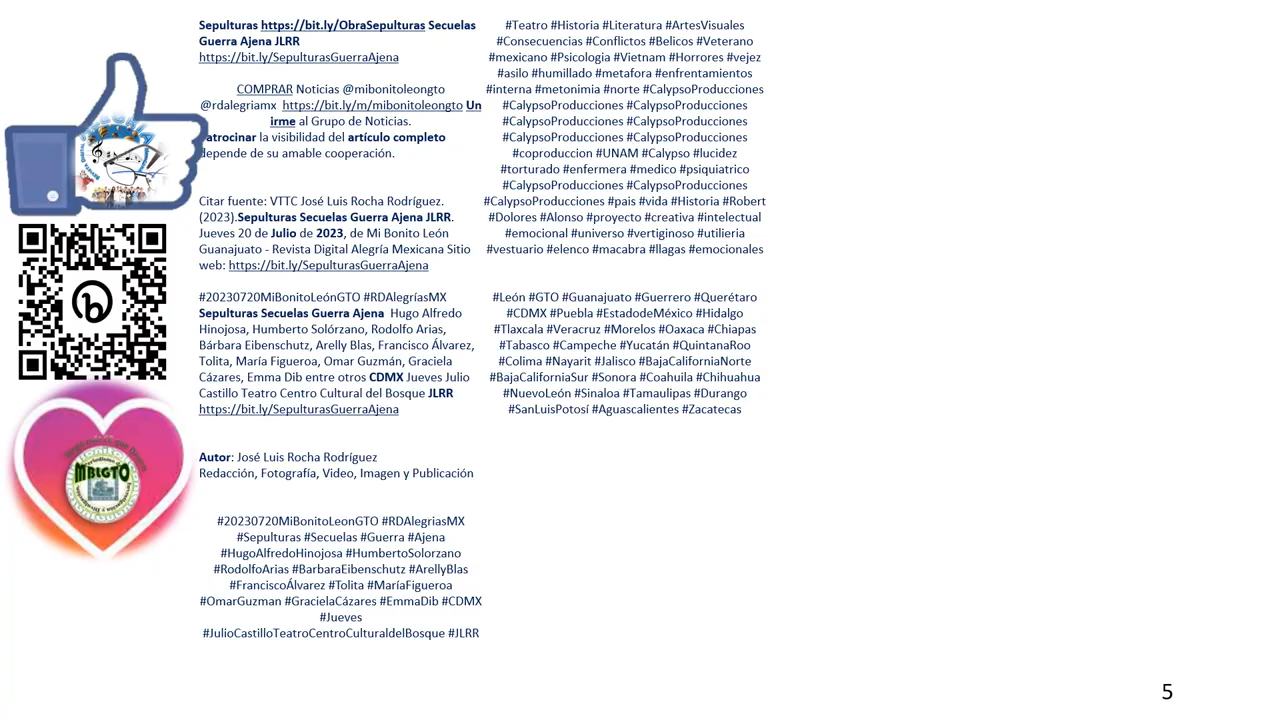 Sepulturas https://bit.ly/ObraSepulturas Secuelas
Guerra Ajena JLRR
https://bit.ly/SepulturasGuerraAjena
COMPRAR Noticias @mibonitoleongto
@rdalegriamx https://bit.ly/m/mibonitoleongto Un
irme al Grupo de Noticias.
Patrocinar la visibilidad del artículo completo
depende de su amable cooperación.
Citar fuente: VTTC José Luis Rocha Rodríguez.
(2023).Sepulturas Secuelas Guerra Ajena JLRR.
Jueves 20 de Julio de 2023, de Mi Bonito León
Guanajuato - Revista Digital Alegría Mexicana Sitio
web: https://bit.ly/SepulturasGuerraAjena
#20230720MiBonitoLeónGTO #RDAlegríasMX
Sepulturas Secuelas Guerra Ajena Hugo Alfredo
Hinojosa, Humberto Solórzano, Rodolfo Arias,
Bárbara Eibenschutz, Arelly Blas, Francisco Álvarez,
Tolita, María Figueroa, Omar Guzmán, Graciela
Cázares, Emma Dib entre otros CDMX Jueves Julio
Castillo Teatro Centro Cultural del Bosque JLRR
https://bit.ly/SepulturasGuerraAjena
Autor: José Luis Rocha Rodríguez
Redacción, Fotografía, Video, Imagen y Publicación
#20230720MiBonitoLeonGTO #RDAlegriasMX
#Sepulturas #Secuelas #Guerra #Ajena
#HugoAlfredoHinojosa #HumbertoSolorzano
#RodolfoArias #BarbaraEibenschutz #ArellyBlas
#FranciscoÁlvarez #Tolita #MaríaFigueroa
#OmarGuzman #GracielaCázares #EmmaDib #CDMX
#Jueves
#JulioCastilloTeatroCentroCulturaldelBosque #JLRR
#Teatro #Historia #Literatura #ArtesVisuales
#Consecuencias #Conflictos #Belicos #Veterano
#mexicano #Psicologia #Vietnam #Horrores #vejez
#asilo #humillado #metafora #enfrentamientos
#interna #metonimia #norte #CalypsoProducciones
#CalypsoProducciones #CalypsoProducciones
#CalypsoProducciones #CalypsoProducciones
#CalypsoProducciones #CalypsoProducciones
#coproduccion #UNAM #Calypso #lucidez
#torturado #enfermera #medico #psiquiatrico
#CalypsoProducciones #CalypsoProducciones
#CalypsoProducciones #pais #vida #Historia #Robert
#Dolores #Alonso #proyecto #creativa #intelectual
#emocional #universo #vertiginoso #utilieria
#vestuario #elenco #macabra #llagas #emocionales
#León #GTO #Guanajuato #Guerrero #Querétaro
#CDMX #Puebla #EstadodeMéxico #Hidalgo
#Tlaxcala #Veracruz #Morelos #Oaxaca #Chiapas
#Tabasco #Campeche #Yucatán #QuintanaRoo
#Colima #Nayarit #Jalisco #BajaCaliforniaNorte
#BajaCaliforniaSur #Sonora #Coahuila #Chihuahua
#NuevoLeón #Sinaloa #Tamaulipas #Durango
#SanLuisPotosí #Aguascalientes #Zacatecas
MBLGTO
5